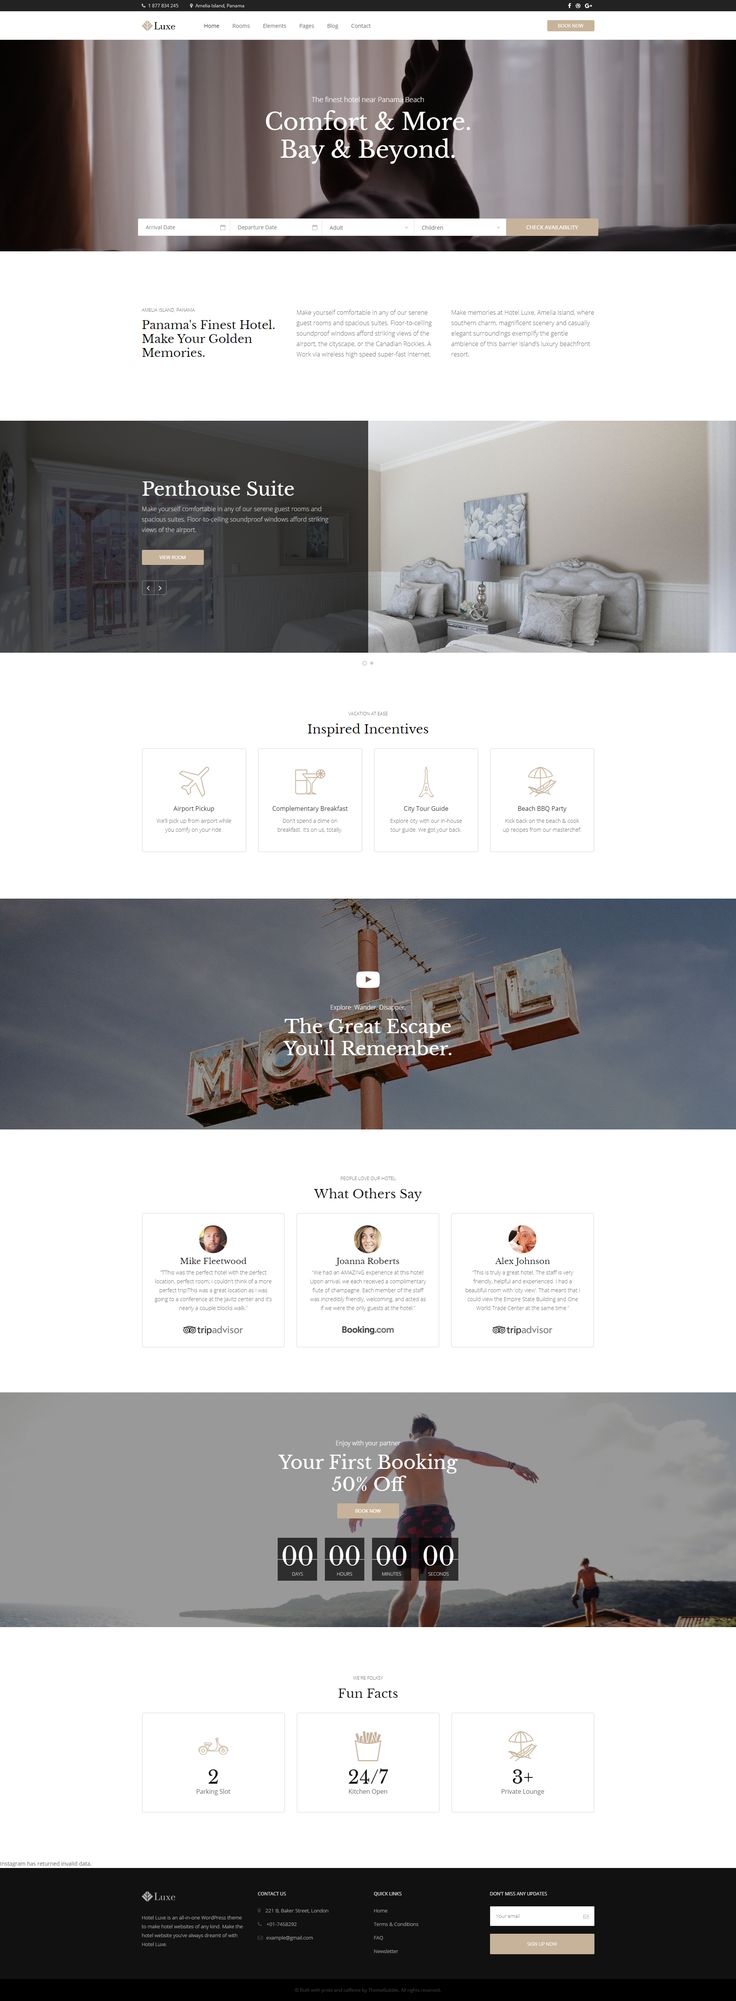 1 877 834 245 Amelia Island, Panama
Luxe Home Rooms Elements Pages Blog Contact BOOK NOW
The finest hotel near Panama Beach
Comfort & More.
Bay & Beyond.
Arrival Date Departure Date Adult Children CHECK AVAILABILITY
AMELIA ISLAND, PANAMA
Panama's Finest Hotel.
Make Your Golden
Memories.
Make yourself comfortable in any of our serene
guest rooms and spacious suites. Floor-to-ceiling
soundproof windows afford striking views of the
airport, the cityscape, or the Canadian Rockies. A
Work via wireless high speed super-fast Internet.
Make memories at Hotel Luxe, Amelia Island, where
southern charm, magnificent scenery and casually
elegant surroundings exemplify the gentle
ambience of this barrier island's luxury beachfront
resort.
Penthouse Suite
Make yourself comfortable in any of our serene guest rooms and
spacious suites. Floor-to-ceiling soundproof windows afford striking
views of the airport.
VIEW ROOM
VACATION AT EASE
Inspired Incentives
Airport Pickup
We'll pick up from airport while
you comfy on your ride
Complementary Breakfast
Don't spend a dime on
breakfast. It's on us, totally.
City Tour Guide
Explore city with our in-house
tour guide. We got your back.
Beach BBQ Party
Kick back on the beach & cook
up recipes from our masterchef.
Explore. Wander. Disapper.
The Great Escape
You'll Remember.
MOTEL
PEOPLE LOVE OUR HOTEL
What Others Say
Mike Fleetwood
"TThis was the perfect hotel with the perfect
location, perfect room; I couldn't think of a more
perfect trip!This was a great location as I was
going to a conference at the Javitz center and it's
nearly a couple blocks walk."
tripadvisor
Joanna Roberts
"We had an AMAZING experience at this hotel!
Upon arrival, we each received a complimentary
flute of champagne. Each member of the staff
was incredibly friendly, welcoming, and acted as
if we were the only guests at the hotel."
Booking.com
Alex Johnson
"This is truly a great hotel. The staff is very
friendly, helpful and experienced. I had a
beautiful room with 'city view'. That meant that I
could view the Empire State Building and One
World Trade Center at the same time."
tripadvisor
Enjoy with your partner
Your First Booking
50% Off
BOOK NOW
00 00 00 00
DAYS HOURS MINUTES SECONDS
WE'RE FOLKSY
Fun Facts
2
Parking Slot
24/7
Kitchen Open
3+
Private Lounge
Instagram has returned invalid data.
Luxe
Hotel Luxe is an all-in-one WordPress theme
to make hotel websites of any kind. Make the
hotel website you've always dreamt of with
Hotel Luxe.
CONTACT US
221 B, Baker Street, London
+01-7458292
example@gmail.com
QUICK LINKS
Home
Terms & Conditions
FAQ
Newsletter
DON'T MISS ANY UPDATES
Your email
SIGN UP NOW
© Built with pride and caffeine by ThemeBubble. All rights reserved.